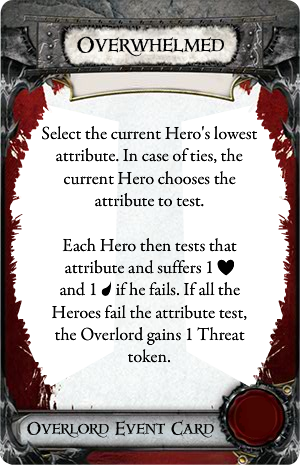 Overwhelmed
Select the current Hero's lowest
attribute. In case of ties, the
current Hero chooses the
attribute to test.
Each Hero then tests that
attribute and suffers 1 ♥
and 1 if he fails. If all the
Heroes fail the attribute test,
the Overlord gains 1 Threat
token.
Overlord Event Card